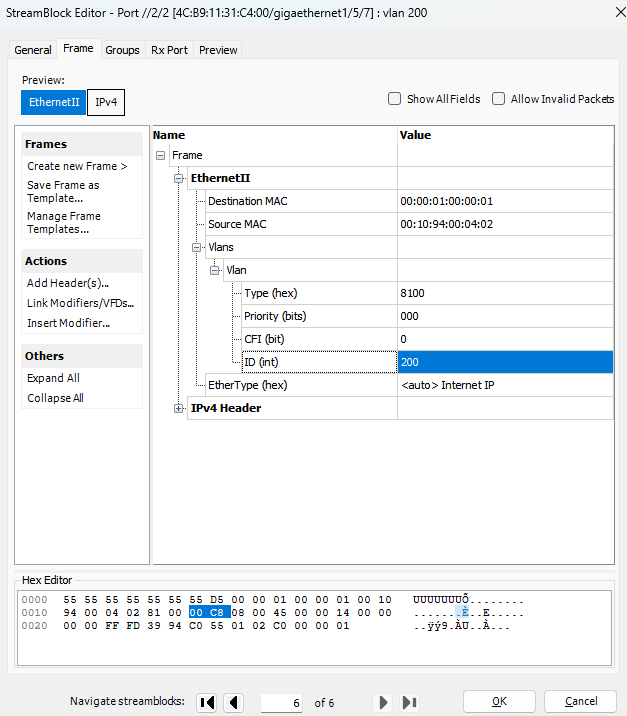 StreamBlock Editor - Port //2/2 [4C:B9:11:31:C4:00/gigaethernet1/5/7] : vlan 200
General Frame Groups Rx Port Preview
Preview:
EthernetII IPv4
Show All Fields Allow Invalid Packets
Frames
Create new Frame >
Save Frame as
Template...
Manage Frame
Templates...
Actions
Add Header(s)...
Link Modifiers/VFDs...
Insert Modifier...
Others
Expand All
Collapse All
Name Value
Frame
EthernetII
Destination MAC 00:00:01:00:00:01
Source MAC 00:10:94:00:04:02
Vlans
Vlan
Type (hex) 8100
Priority (bits) 000
CFI (bit) 0
ID (int) 200
EtherType (hex) <auto> Internet IP
IPv4 Header
Hex Editor
0000 55 55 55 55 55 55 55 D5 00 00 01 00 00 01 00 10 UUUUUUUÕ........
0010 94 00 04 02 81 00 00 C8 08 00 45 00 00 14 00 00 .......È..E.....
0020 00 00 FF FD 39 94 C0 55 01 02 C0 00 00 01 ..ÿý9.ÀU..À...
Navigate streamblocks: 6 of 6 OK Cancel